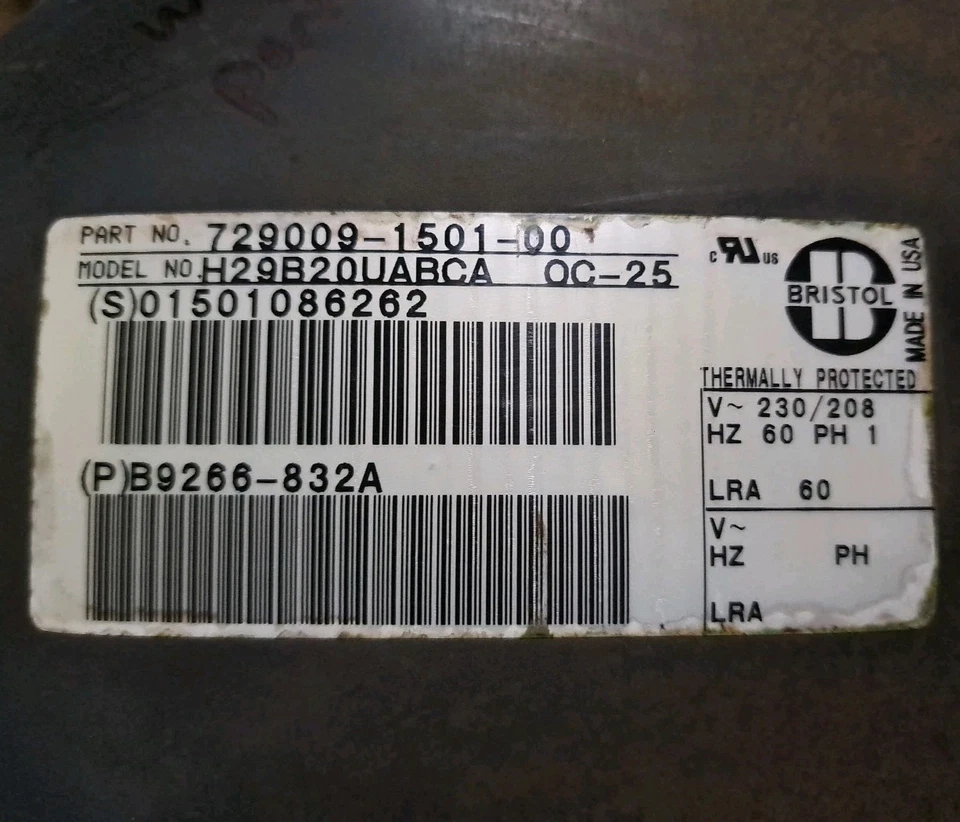 PART NO. 729009-1501-00
MODEL NO. H29B20UABCA OC-25
(S)01501086262
(P)B9266-832A
c RU US
BRISTOL
MADE IN USA
THERMALLY PROTECTED
V~ 230/208
HZ 60 PH 1
LRA 60
V~
HZ PH
LRA